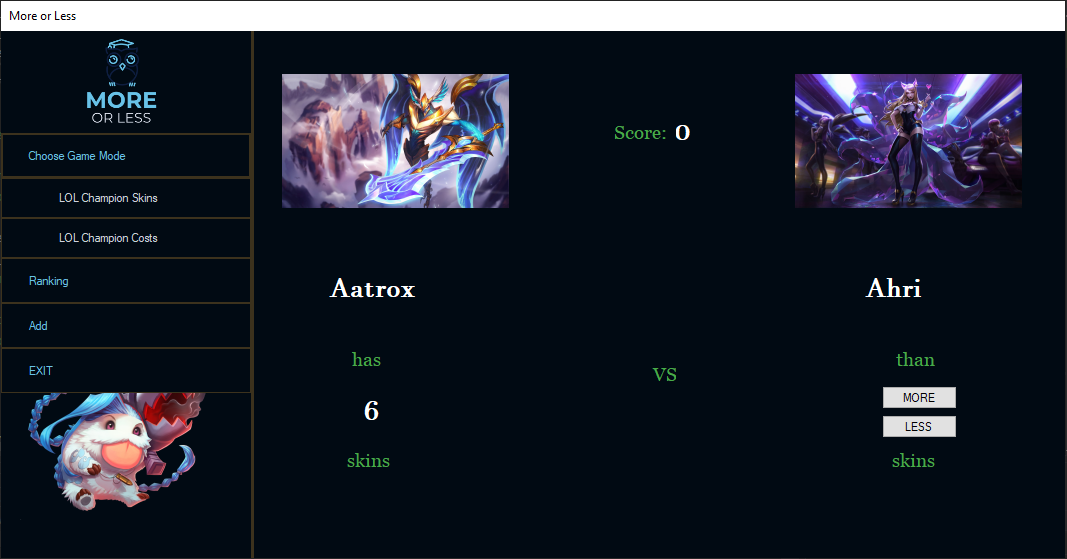 More or Less
MORE
OR LESS
Choose Game Mode
LOL Champion Skins
LOL Champion Costs
Ranking
Add
EXIT
Score: 0
Aatrox
has
6
skins
VS
Ahri
than
MORE
LESS
skins